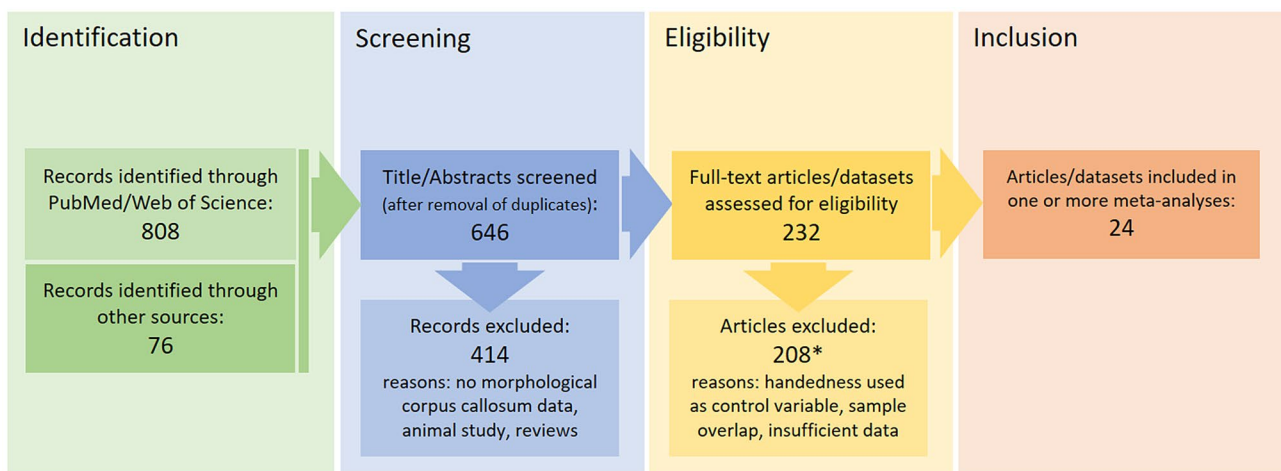 Identification
Records identified through
PubMed/Web of Science:
808
Records identified through
other sources:
76
Screening
Title/Abstracts screened
(after removal of duplicates):
646
Records excluded:
414
reasons: no morphological
corpus callosum data,
animal study, reviews
Eligibility
Full-text articles/datasets
assessed for eligibility
232
Articles excluded:
208*
reasons: handedness used
as control variable, sample
overlap, insufficient data
Inclusion
Articles/datasets included in
one or more meta-analyses:
24